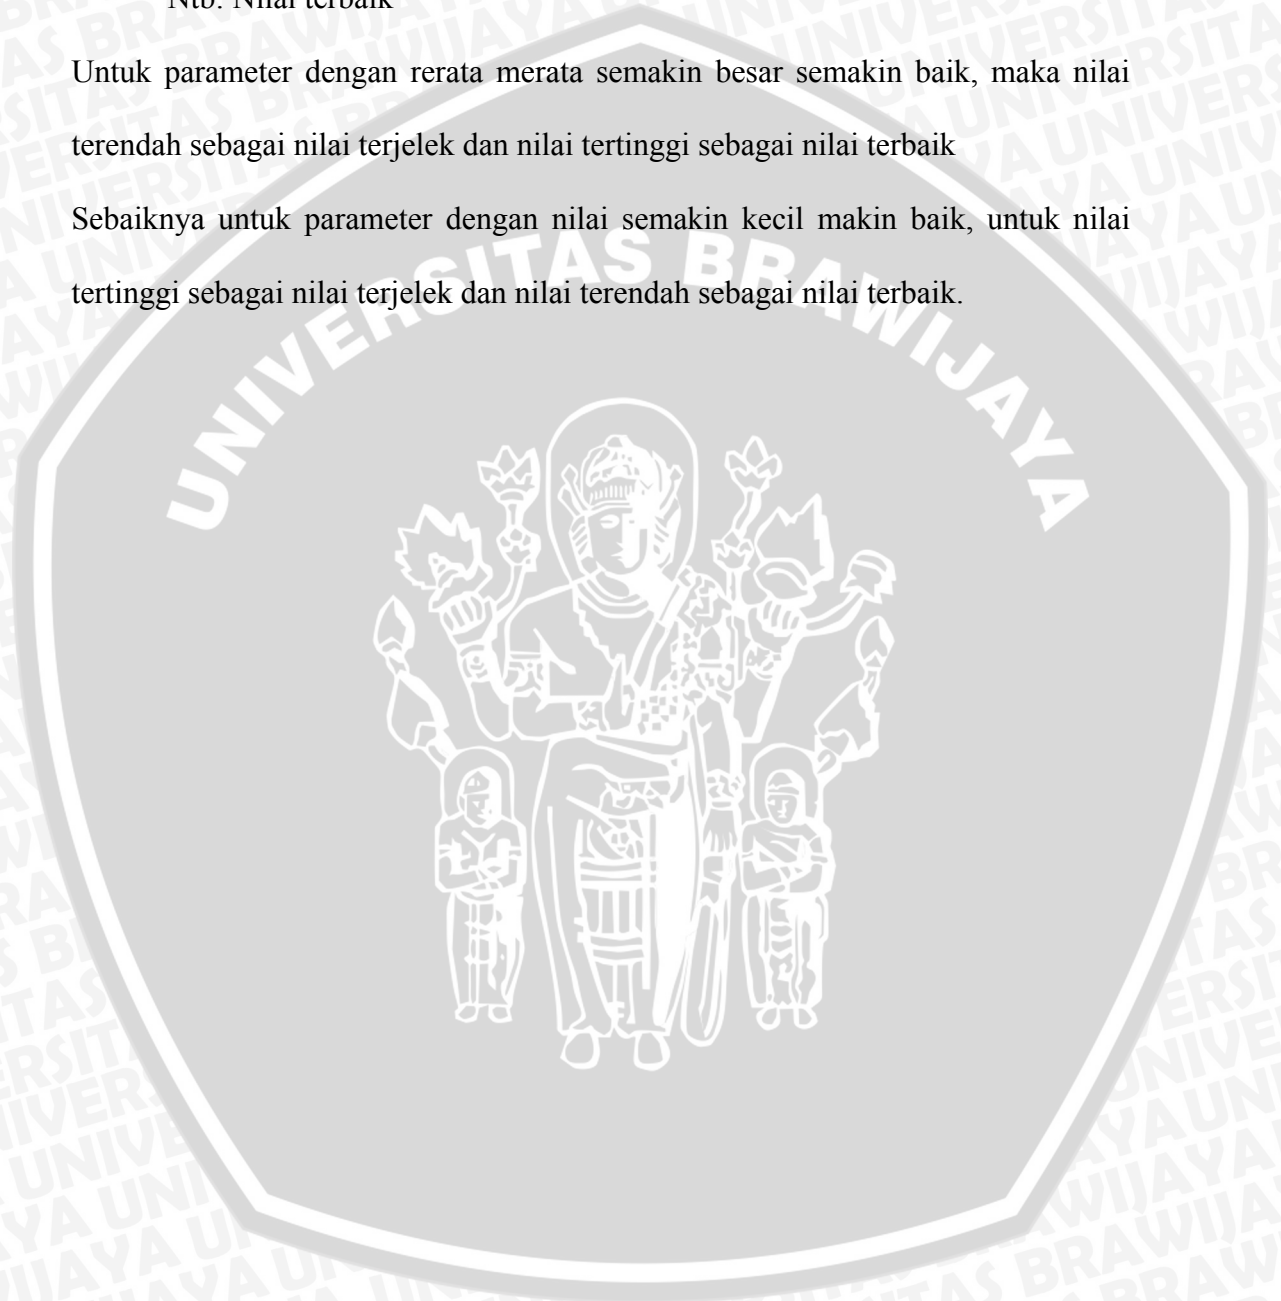 Ntb: Nilai terbaik
Untuk parameter dengan rerata merata semakin besar semakin baik, maka nilai
terendah sebagai nilai terjelek dan nilai tertinggi sebagai nilai terbaik
Sebaiknya untuk parameter dengan nilai semakin kecil makin baik, untuk nilai
tertinggi sebagai nilai terjelek dan nilai terendah sebagai nilai terbaik.
UNIVERSITAS BRAWIJAYA